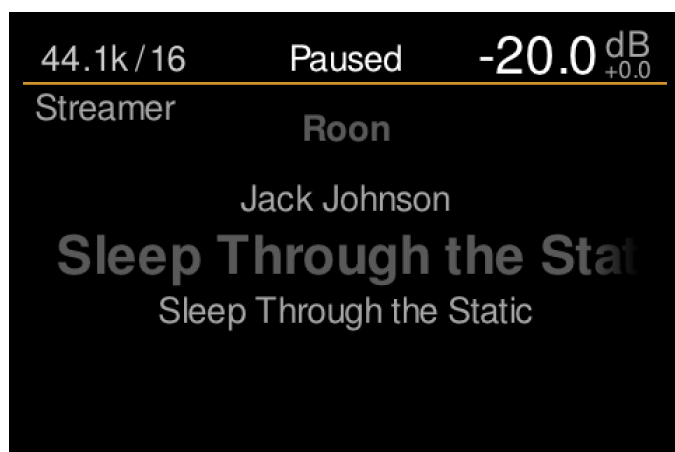 44.1k/16 Paused -20.0 dB +0.0
Streamer
Roon
Jack Johnson
Sleep Through the Stat
Sleep Through the Static